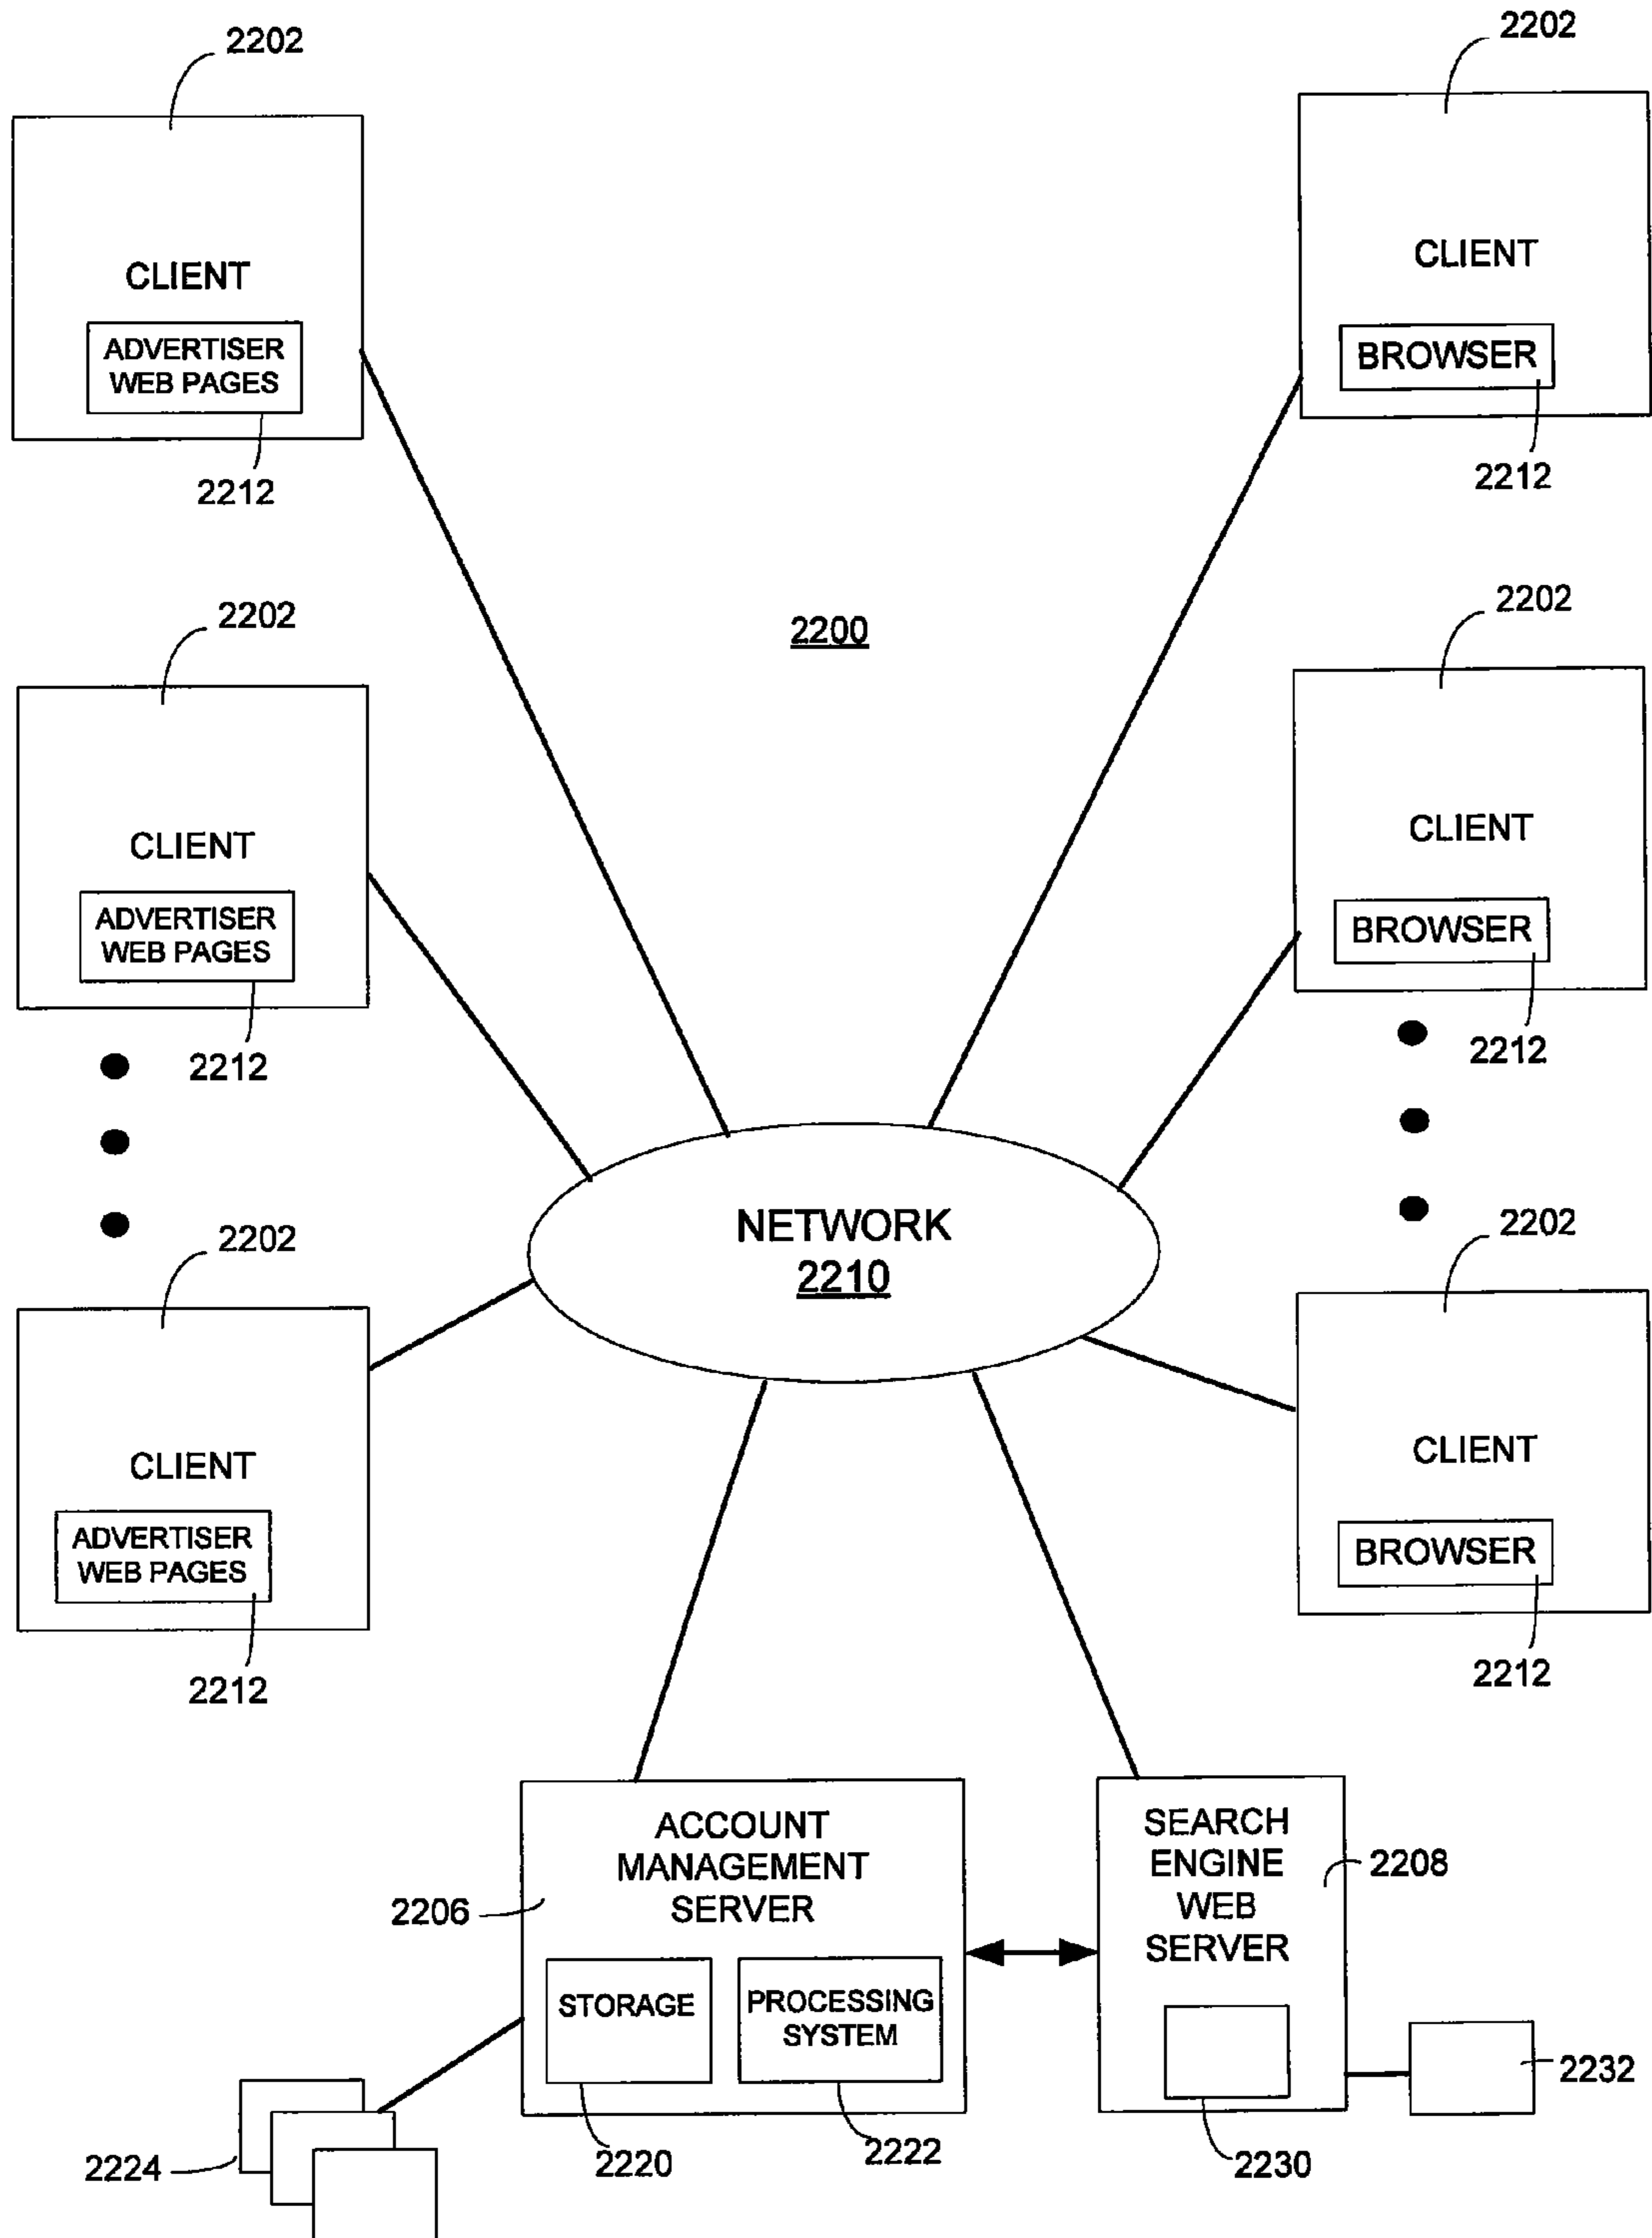 2202
2202
CLIENT
ADVERTISER
WEB PAGES
2212
CLIENT
BROWSER
2212
2200
2202
2202
CLIENT
ADVERTISER
WEB PAGES
2212
CLIENT
BROWSER
2212
NETWORK
2210
2202
2202
CLIENT
ADVERTISER
WEB PAGES
2212
CLIENT
BROWSER
2212
ACCOUNT
MANAGEMENT
SERVER
2206
STORAGE
PROCESSING
SYSTEM
2220
2222
2224
SEARCH
ENGINE
WEB
SERVER
2208
2230
2232